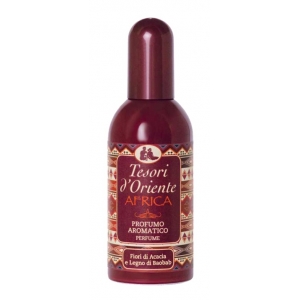 Tesori
d'Oriente
AFRICA
PROFUMO
AROMATICO
PERFUME
Fiori di Acacia
e Legno di Baobab